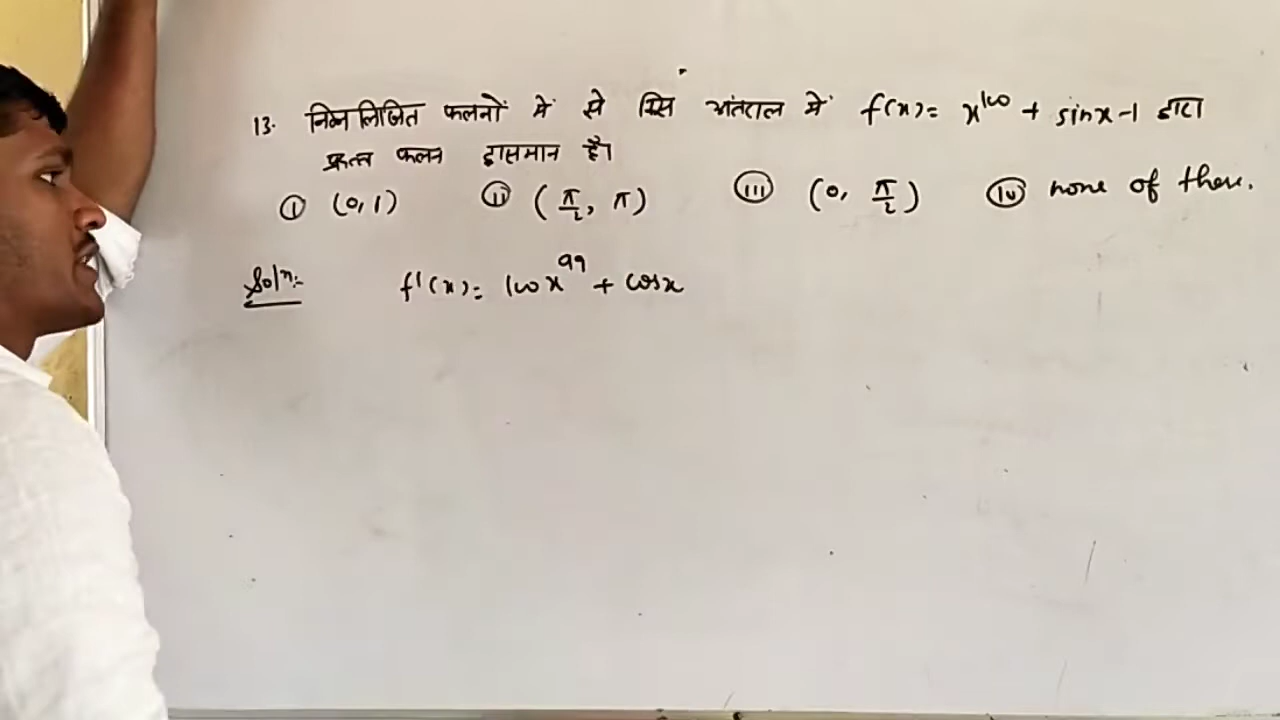 13. निम्नलिखित फलनों में से किस अंतराल में f(x) = x¹⁰⁰ + sinx-1 द्वारा
प्रदत्त फलन ह्रासमान है।
(i) (0,1) (ii) (π/2, π) (iii) (0, π/2) (iv) none of these.
Solⁿ:- f'(x) = 100x⁹⁹ + cosx